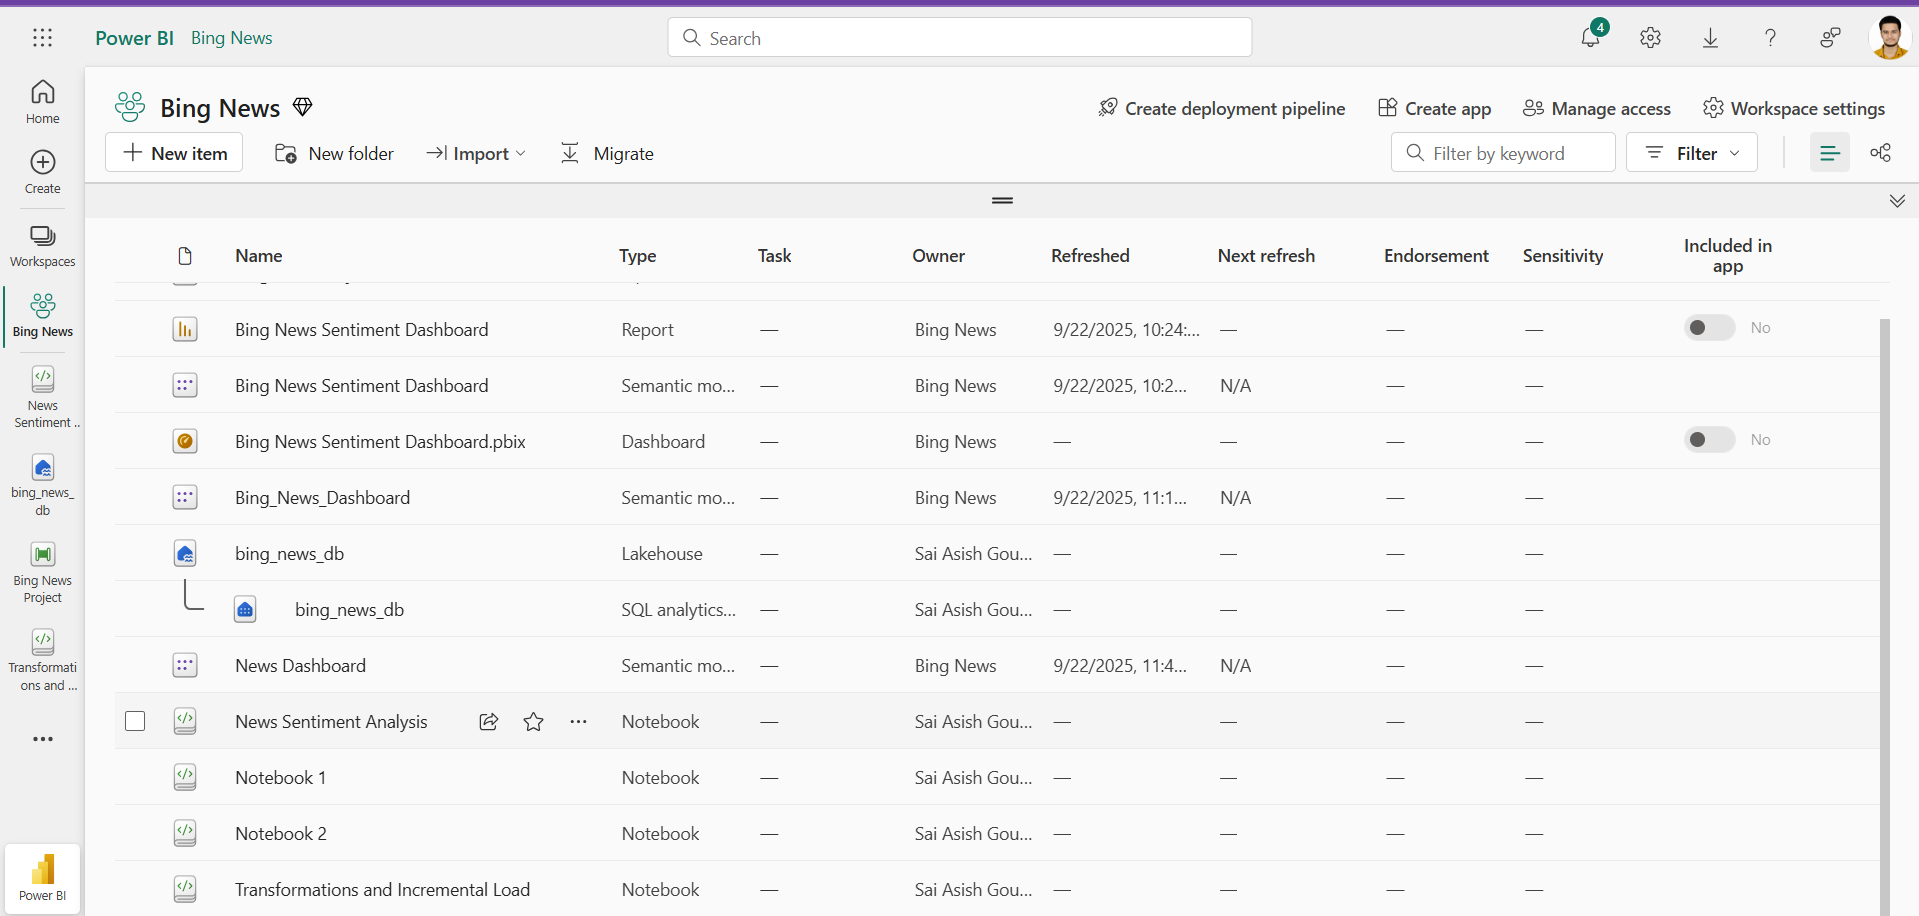 Power BI Bing News
Search
4
Home
Create
Workspaces
Bing News
News
Sentiment ..
bing_news_
db
Bing News
Project
Transformati
ons and ...
Power BI
Bing News
Create deployment pipeline Create app Manage access Workspace settings
New item New folder Import Migrate Filter by keyword Filter
Name Type Task Owner Refreshed Next refresh Endorsement Sensitivity Included in
app
Bing News Sentiment Dashboard Report — Bing News 9/22/2025, 10:24:... — — — No
Bing News Sentiment Dashboard Semantic mo... — Bing News 9/22/2025, 10:2... N/A — —
Bing News Sentiment Dashboard.pbix Dashboard — Bing News — — — — No
Bing_News_Dashboard Semantic mo... — Bing News 9/22/2025, 11:1... N/A — —
bing_news_db Lakehouse — Sai Asish Gou... — — — —
bing_news_db SQL analytics... — Sai Asish Gou... — — — —
News Dashboard Semantic mo... — Bing News 9/22/2025, 11:4... N/A — —
News Sentiment Analysis Notebook — Sai Asish Gou... — — — —
Notebook 1 Notebook — Sai Asish Gou... — — — —
Notebook 2 Notebook — Sai Asish Gou... — — — —
Transformations and Incremental Load Notebook — Sai Asish Gou... — — — —